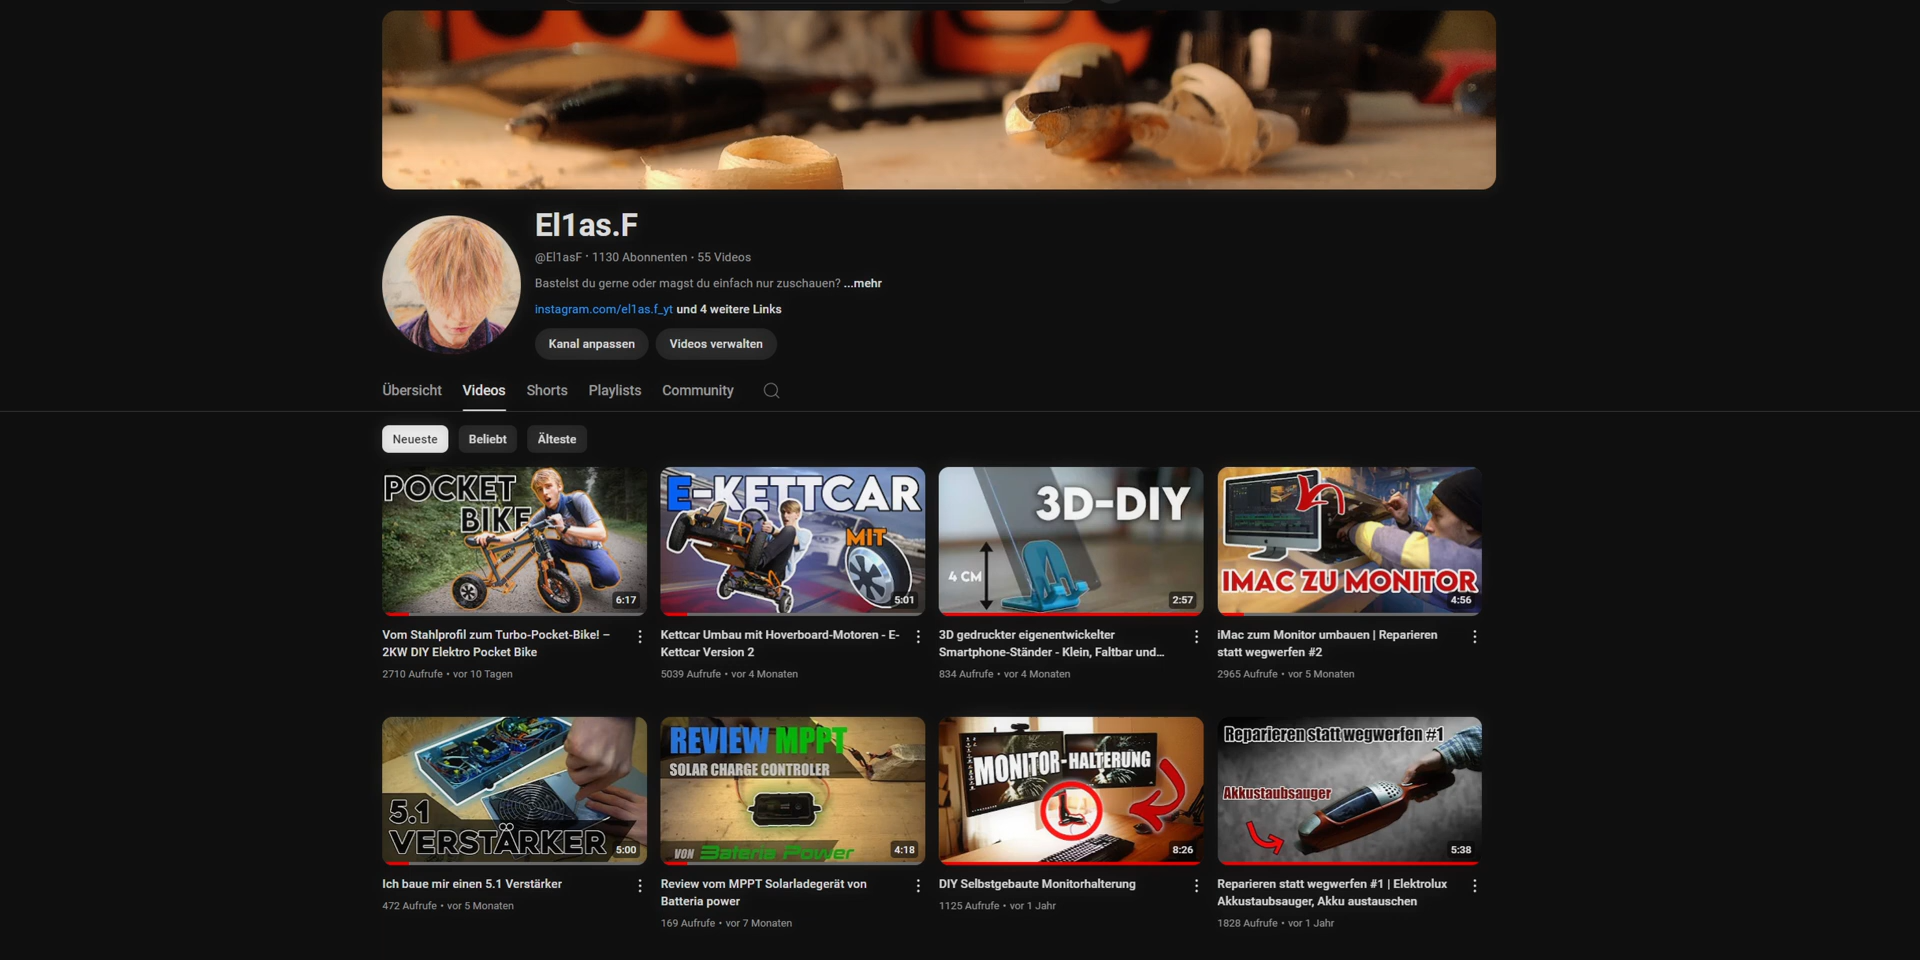 El1as.F
@El1asF · 1130 Abonnenten · 55 Videos
Bastelst du gerne oder magst du einfach nur zuschauen? ...mehr
instagram.com/el1as.f_yt und 4 weitere Links
Kanal anpassen
Videos verwalten
Übersicht Videos Shorts Playlists Community
Neueste Beliebt Älteste
POCKET
BIKE
6:17
Vom Stahlprofil zum Turbo-Pocket-Bike! –
2KW DIY Elektro Pocket Bike
2710 Aufrufe • vor 10 Tagen
E-KETTCAR
MIT
5:01
Kettcar Umbau mit Hoverboard-Motoren - E-
Kettcar Version 2
5039 Aufrufe • vor 4 Monaten
3D-DIY
4 CM
2:57
3D gedruckter eigenentwickelter
Smartphone-Ständer - Klein, Faltbar und...
834 Aufrufe • vor 4 Monaten
IMAC ZU MONITOR
4:56
iMac zum Monitor umbauen | Reparieren
statt wegwerfen #2
2965 Aufrufe • vor 5 Monaten
5.1
VERSTÄRKER
5:00
Ich baue mir einen 5.1 Verstärker
472 Aufrufe • vor 5 Monaten
REVIEW MPPT
SOLAR CHARGE CONTROLER
VON Bateria Power
4:18
Review vom MPPT Solarladegerät von
Batteria power
169 Aufrufe • vor 7 Monaten
MONITOR-HALTERUNG
8:26
DIY Selbstgebaute Monitorhalterung
1125 Aufrufe • vor 1 Jahr
Reparieren statt wegwerfen #1
Akkustaubsauger
5:38
Reparieren statt wegwerfen #1 | Elektrolux
Akkustaubsauger, Akku austauschen
1828 Aufrufe • vor 1 Jahr